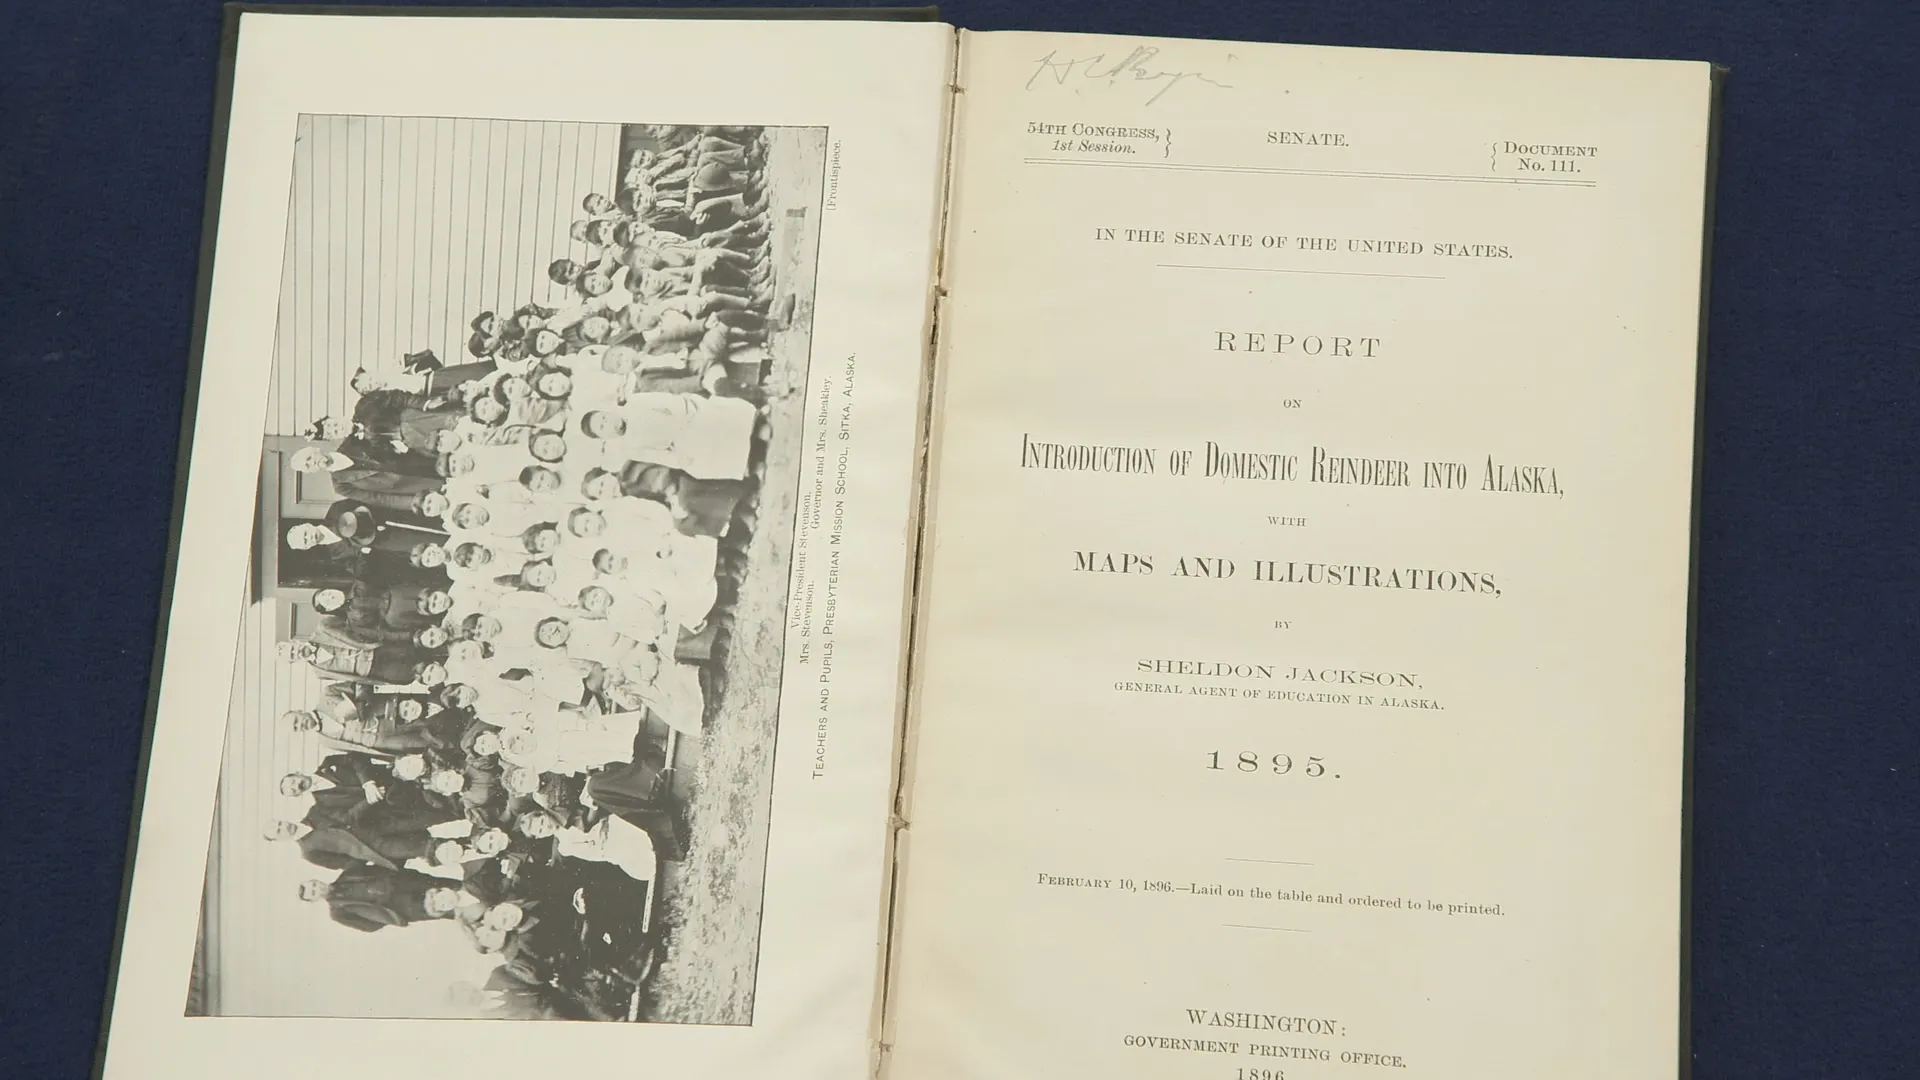 [Frontispiece.
Vice-President Stevenson.
Mrs. Stevenson. Governor and Mrs. Sheakley.
TEACHERS AND PUPILS, PRESBYTERIAN MISSION SCHOOL, SITKA, ALASKA.
54TH CONGRESS, } SENATE. { DOCUMENT
1st Session. No. 111.
IN THE SENATE OF THE UNITED STATES.
REPORT
ON
INTRODUCTION OF DOMESTIC REINDEER INTO ALASKA,
WITH
MAPS AND ILLUSTRATIONS,
BY
SHELDON JACKSON,
GENERAL AGENT OF EDUCATION IN ALASKA.
1895.
FEBRUARY 10, 1896.—Laid on the table and ordered to be printed.
WASHINGTON:
GOVERNMENT PRINTING OFFICE.
1896